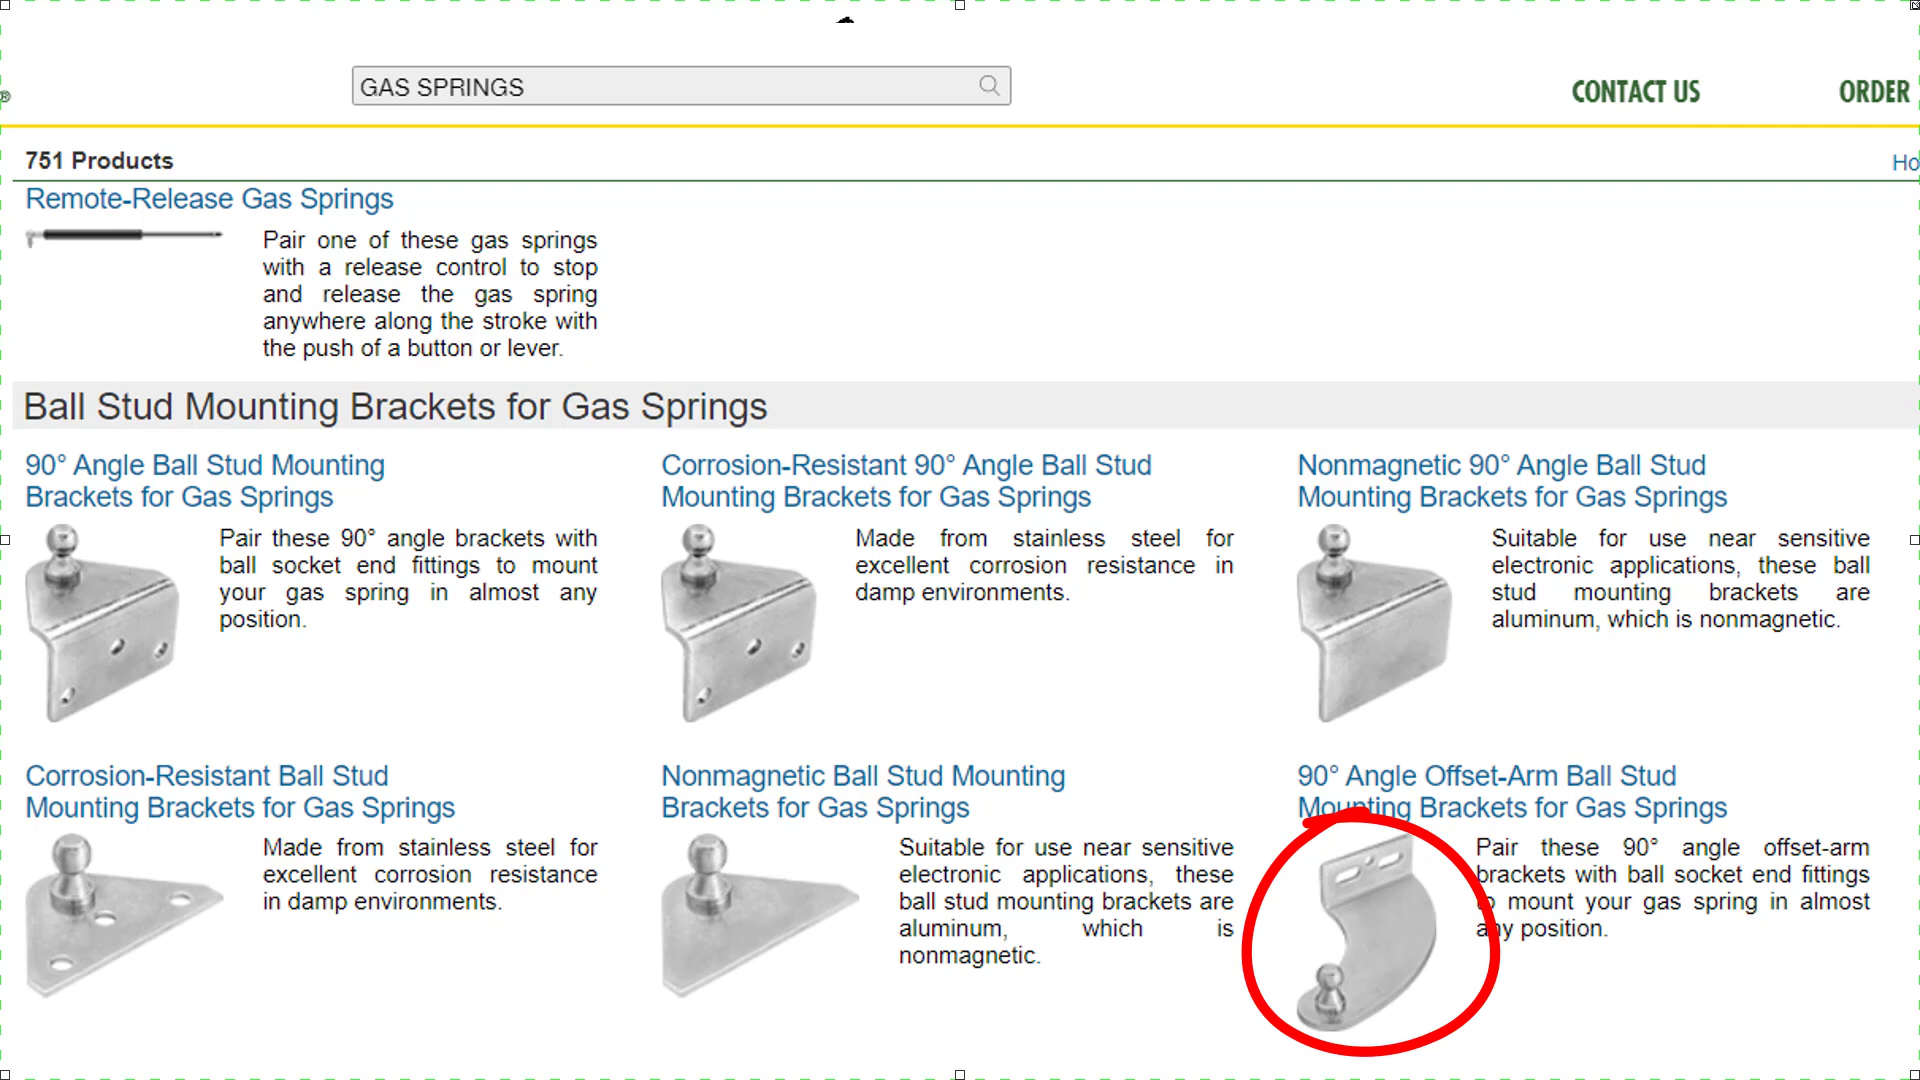 ®
GAS SPRINGS
CONTACT US
ORDER
751 Products
Ho
Remote-Release Gas Springs
Pair one of these gas springs
with a release control to stop
and release the gas spring
anywhere along the stroke with
the push of a button or lever.
Ball Stud Mounting Brackets for Gas Springs
90° Angle Ball Stud Mounting
Brackets for Gas Springs
Pair these 90° angle brackets with
ball socket end fittings to mount
your gas spring in almost any
position.
Corrosion-Resistant 90° Angle Ball Stud
Mounting Brackets for Gas Springs
Made from stainless steel for
excellent corrosion resistance in
damp environments.
Nonmagnetic 90° Angle Ball Stud
Mounting Brackets for Gas Springs
Suitable for use near sensitive
electronic applications, these ball
stud mounting brackets are
aluminum, which is nonmagnetic.
Corrosion-Resistant Ball Stud
Mounting Brackets for Gas Springs
Made from stainless steel for
excellent corrosion resistance
in damp environments.
Nonmagnetic Ball Stud Mounting
Brackets for Gas Springs
Suitable for use near sensitive
electronic applications, these
ball stud mounting brackets are
aluminum, which is
nonmagnetic.
90° Angle Offset-Arm Ball Stud
Mounting Brackets for Gas Springs
Pair these 90° angle offset-arm
brackets with ball socket end fittings
to mount your gas spring in almost
any position.